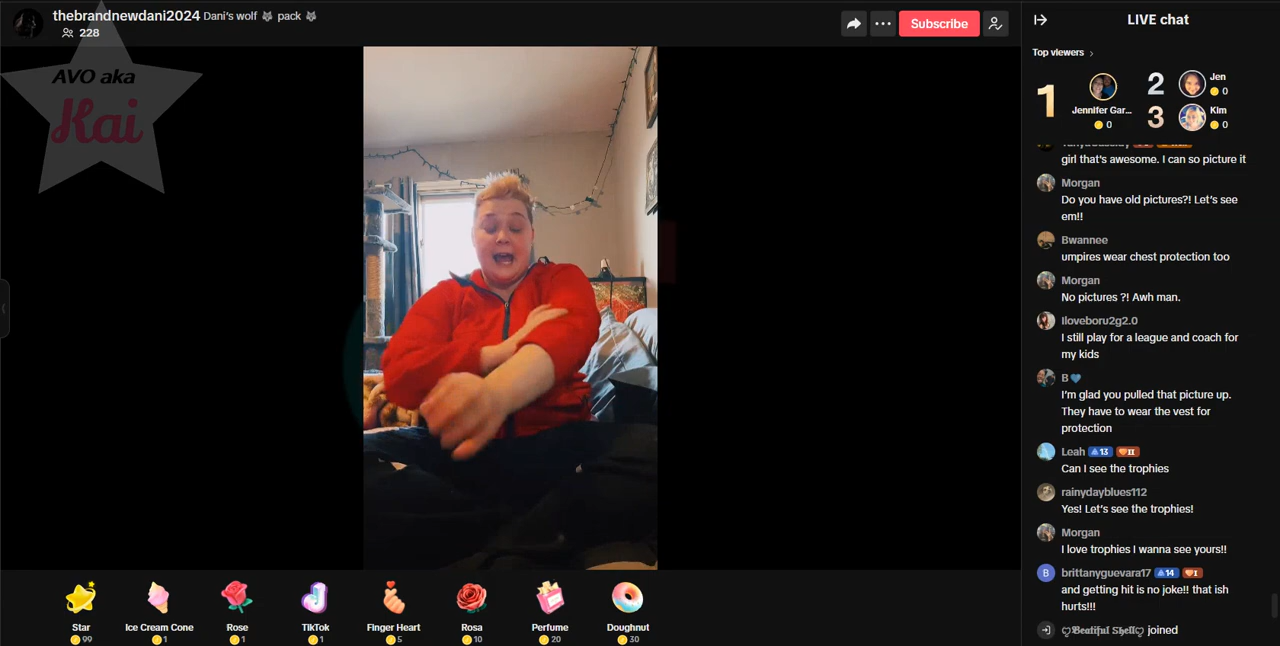 thebrandnewdani2024 Dani's wolf 🐺 pack 🐺
228
Subscribe
AVO aka
Kai
LIVE chat
Top viewers >
1
Jennifer Gar...
0
2
Jen
0
3
Kim
0
girl that's awesome. I can so picture it
Morgan
Do you have old pictures?! Let's see
em!!
Bwannee
umpires wear chest protection too
Morgan
No pictures ?! Awh man.
Iloveboru2g2.0
I still play for a league and coach for
my kids
B 💙
I'm glad you pulled that picture up.
They have to wear the vest for
protection
Leah 13 II
Can I see the trophies
rainydayblues112
Yes! Let's see the trophies!
Morgan
I love trophies I wanna see yours!!
B
brittanyguevara17 14 I
and getting hit is no joke!! that ish
hurts!!!
♡Beatiful Shell♡ joined
Star
99
Ice Cream Cone
1
Rose
1
TikTok
1
Finger Heart
5
Rosa
10
Perfume
20
Doughnut
30